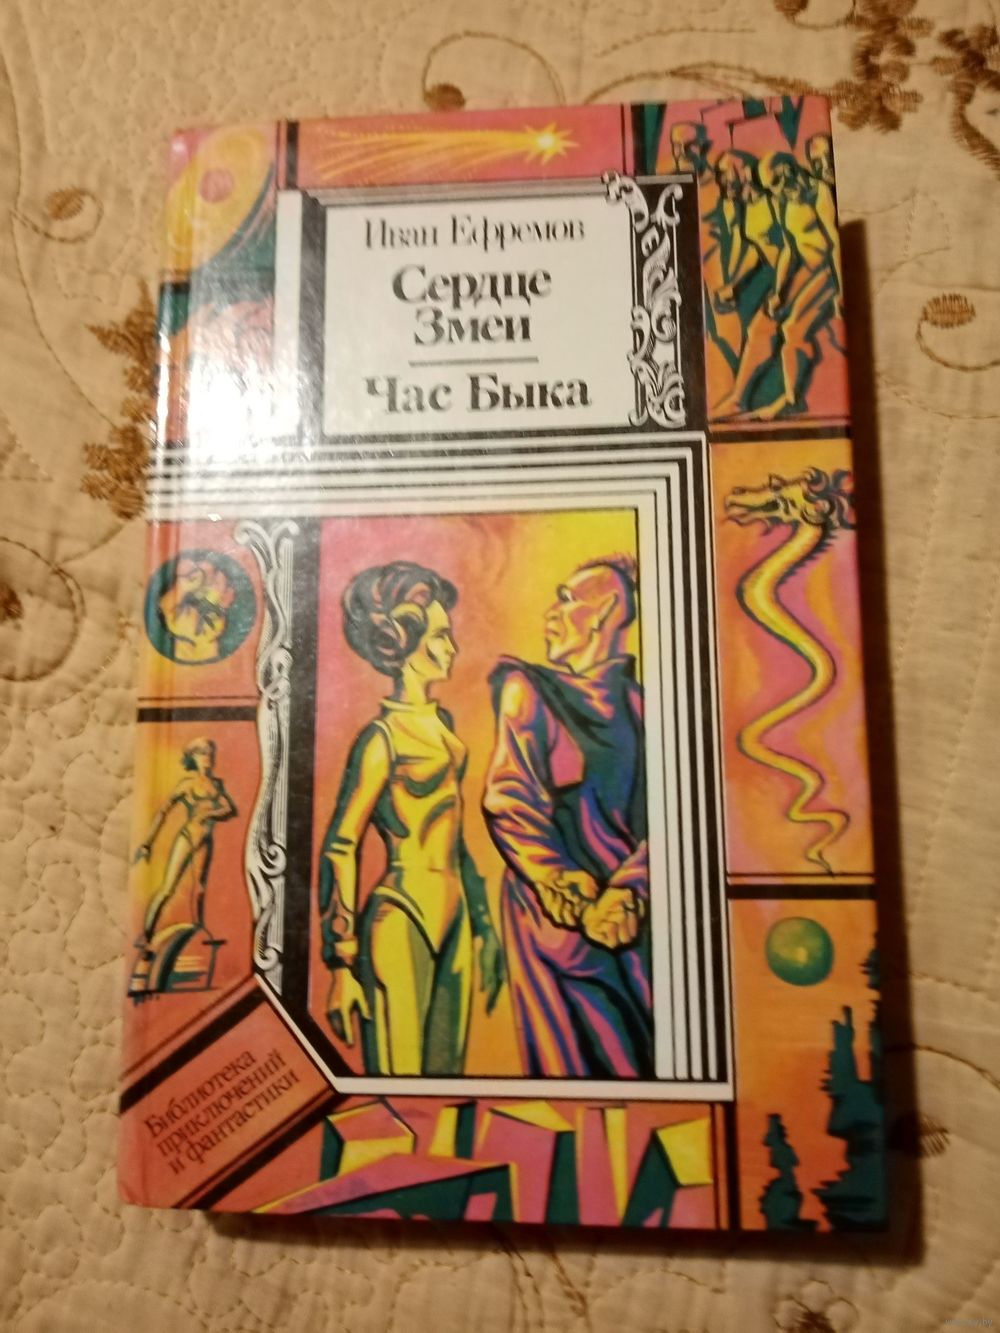 Иван Ефремов
Сердце
Змеи
Час Быка
Библиотека
приключений
и фантастики